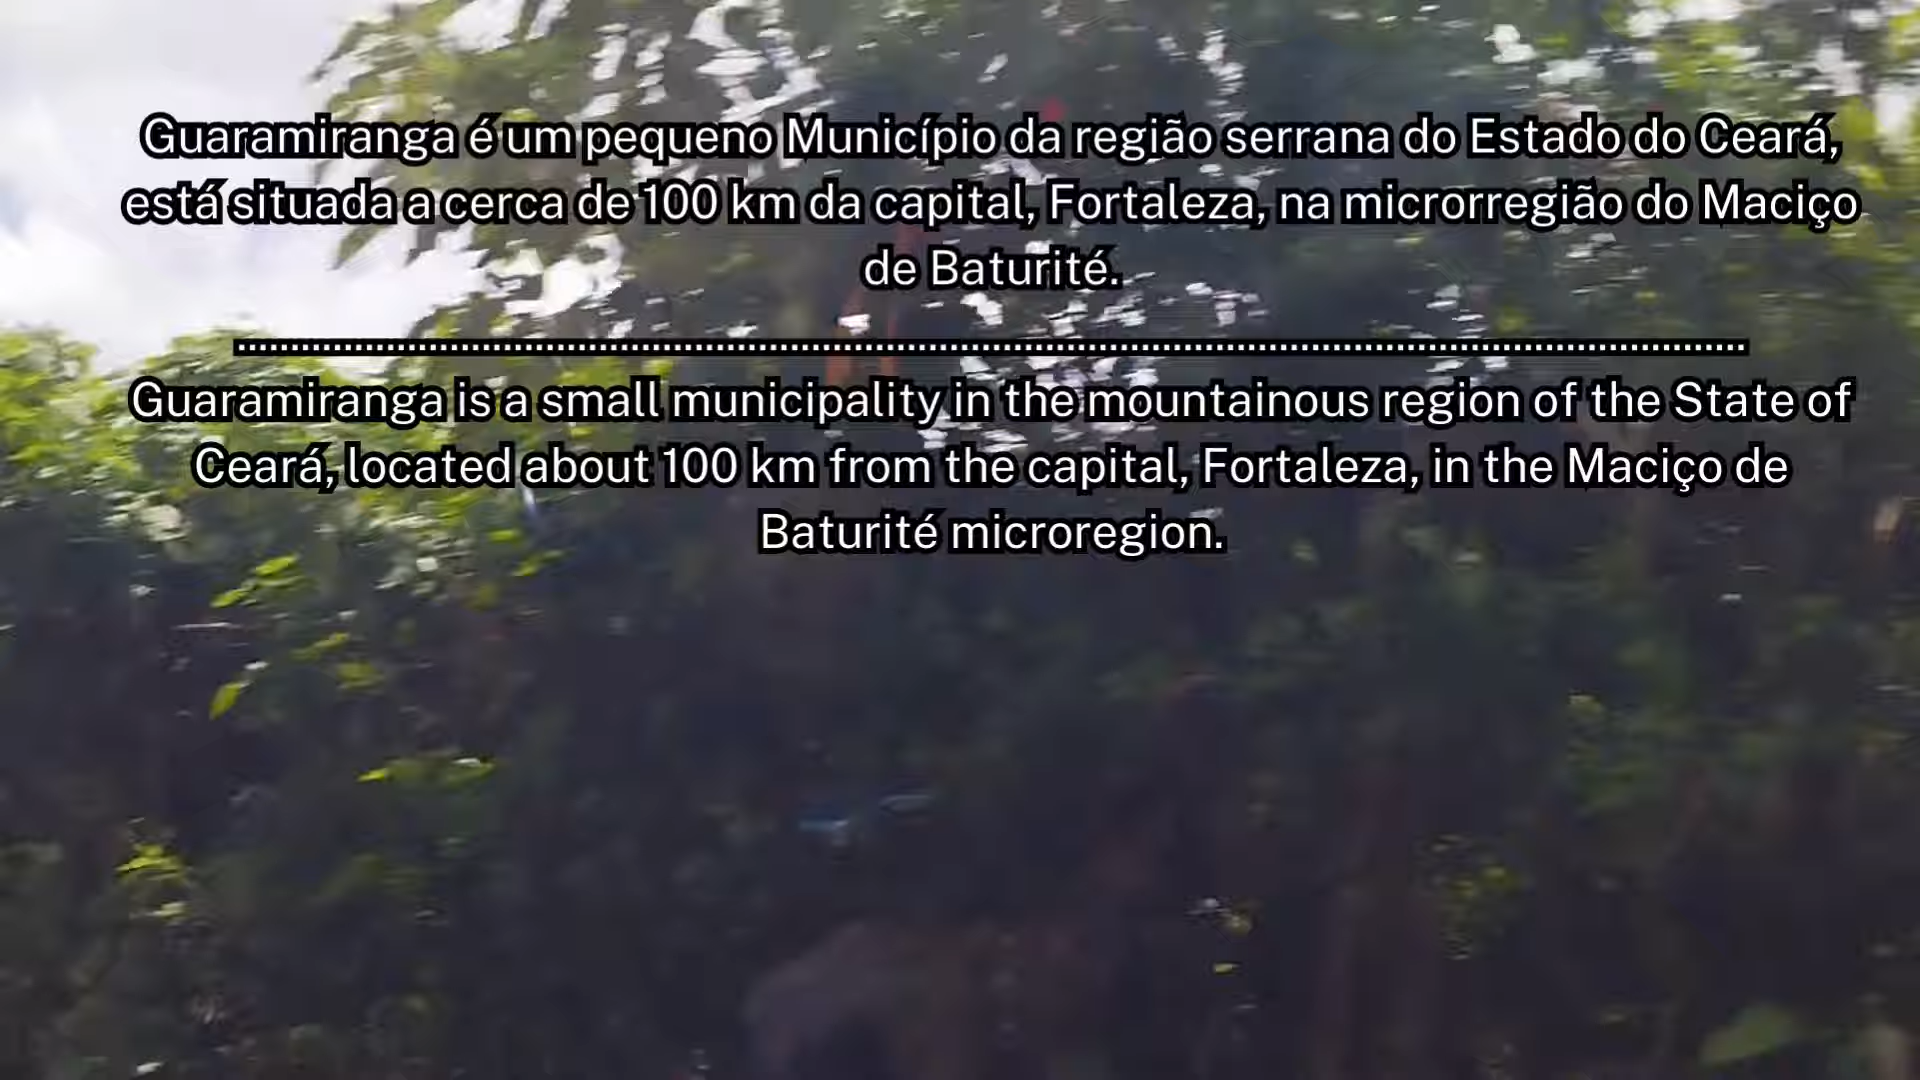 Guaramiranga é um pequeno Município da região serrana do Estado do Ceará,
está situada a cerca de 100 km da capital, Fortaleza, na microrregião do Maciço
de Baturité.
Guaramiranga is a small municipality in the mountainous region of the State of
Ceará, located about 100 km from the capital, Fortaleza, in the Maciço de
Baturité microregion.